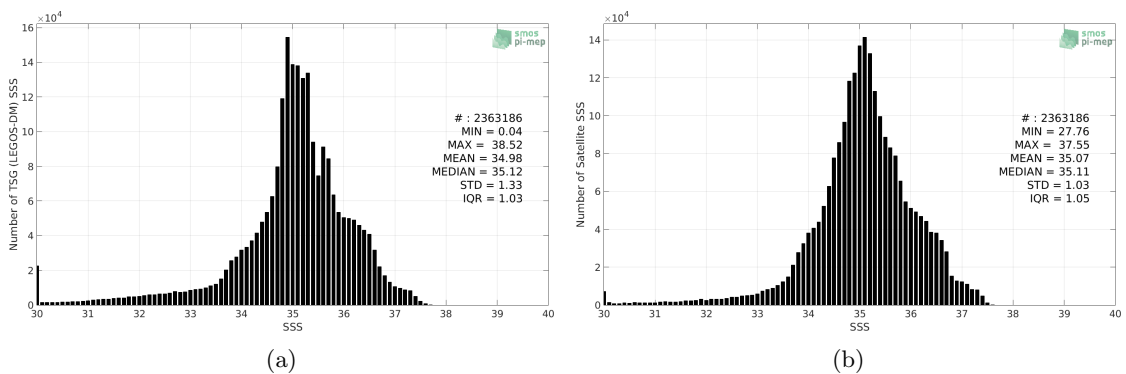 ×10⁴
16
14
12
10
8
6
4
2
0
Number of TSG (LEGOS-DM) SSS
smos
pi-mep
# : 2363186
MIN = 0.04
MAX = 38.52
MEAN = 34.98
MEDIAN = 35.12
STD = 1.33
IQR = 1.03
30 31 32 33 34 35 36 37 38 39 40
SSS
(a)
×10⁴
14
12
10
8
6
4
2
0
Number of Satellite SSS
smos
pi-mep
# : 2363186
MIN = 27.76
MAX = 37.55
MEAN = 35.07
MEDIAN = 35.11
STD = 1.03
IQR = 1.05
30 31 32 33 34 35 36 37 38 39 40
SSS
(b)